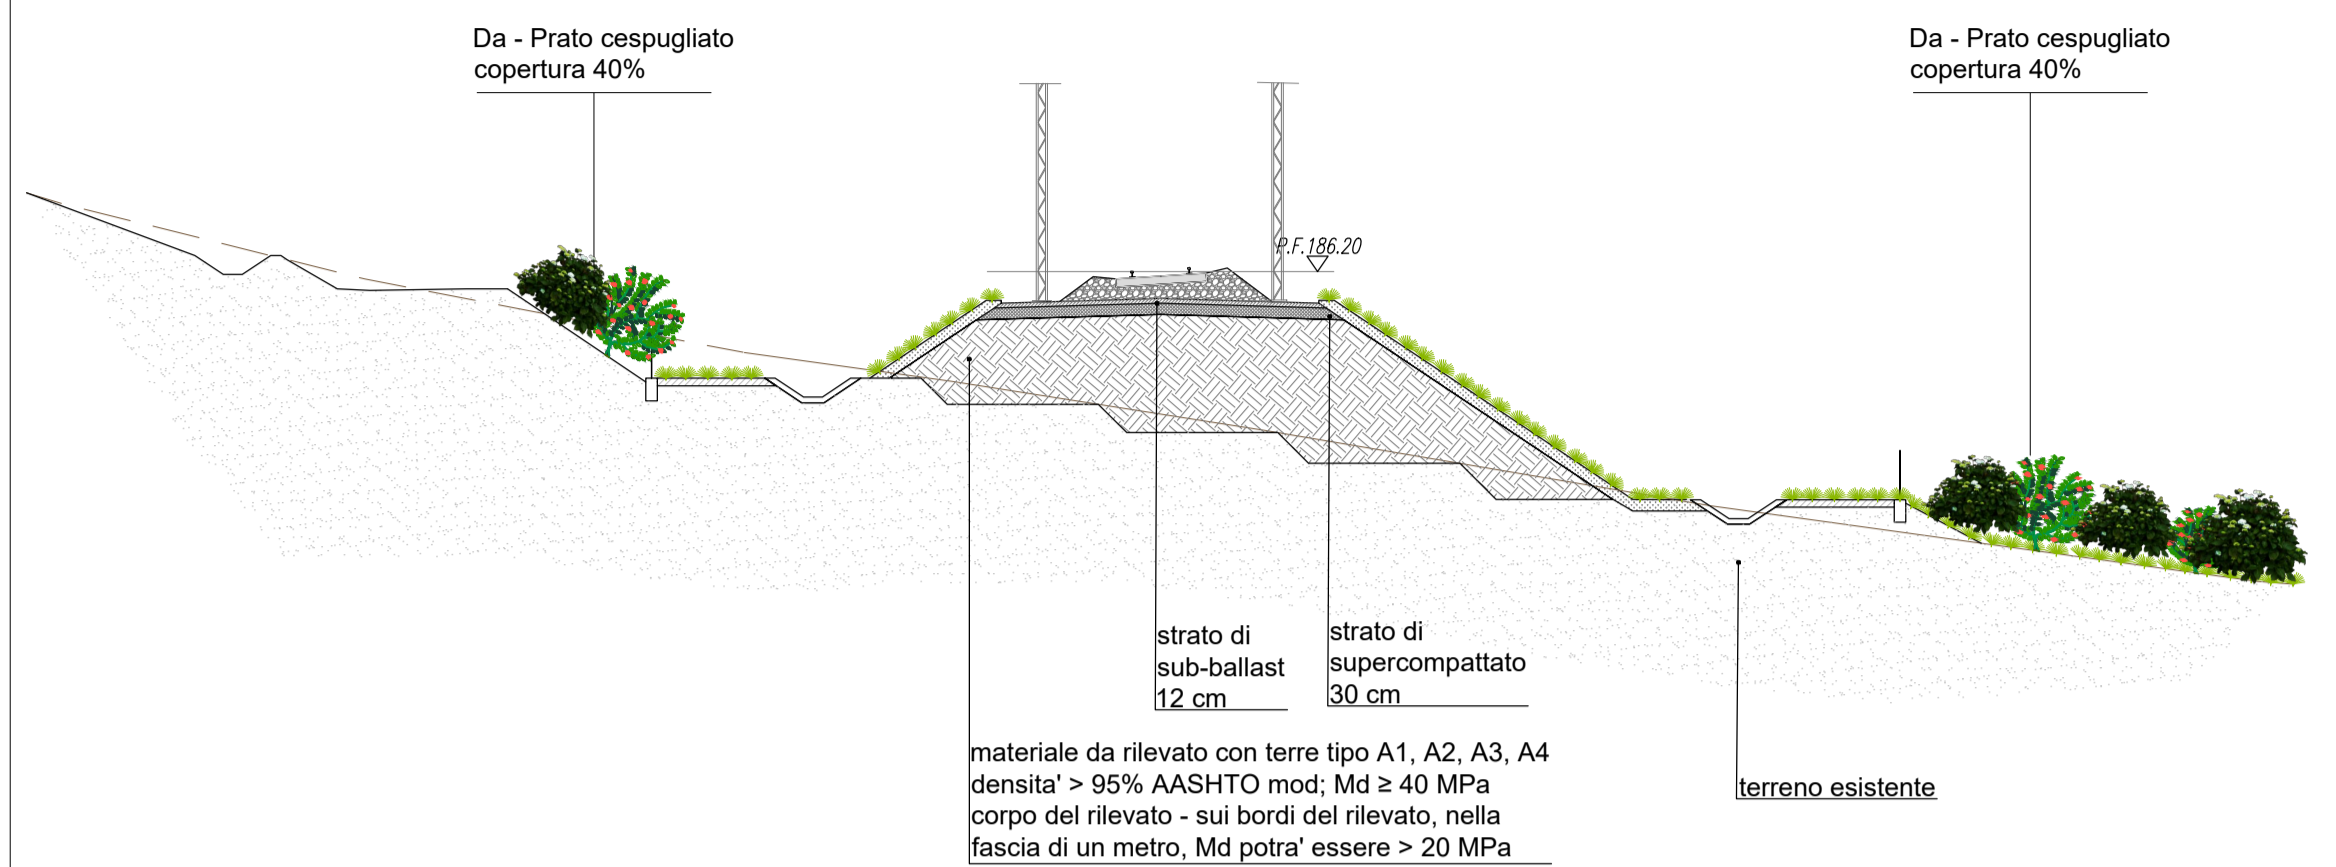 Da - Prato cespugliato
copertura 40%
Da - Prato cespugliato
copertura 40%
P.F.186.20
strato di
sub-ballast
12 cm
strato di
supercompattato
30 cm
materiale da rilevato con terre tipo A1, A2, A3, A4
densita' > 95% AASHTO mod; Md ≥ 40 MPa
corpo del rilevato - sui bordi del rilevato, nella
fascia di un metro, Md potra' essere > 20 MPa
terreno esistente